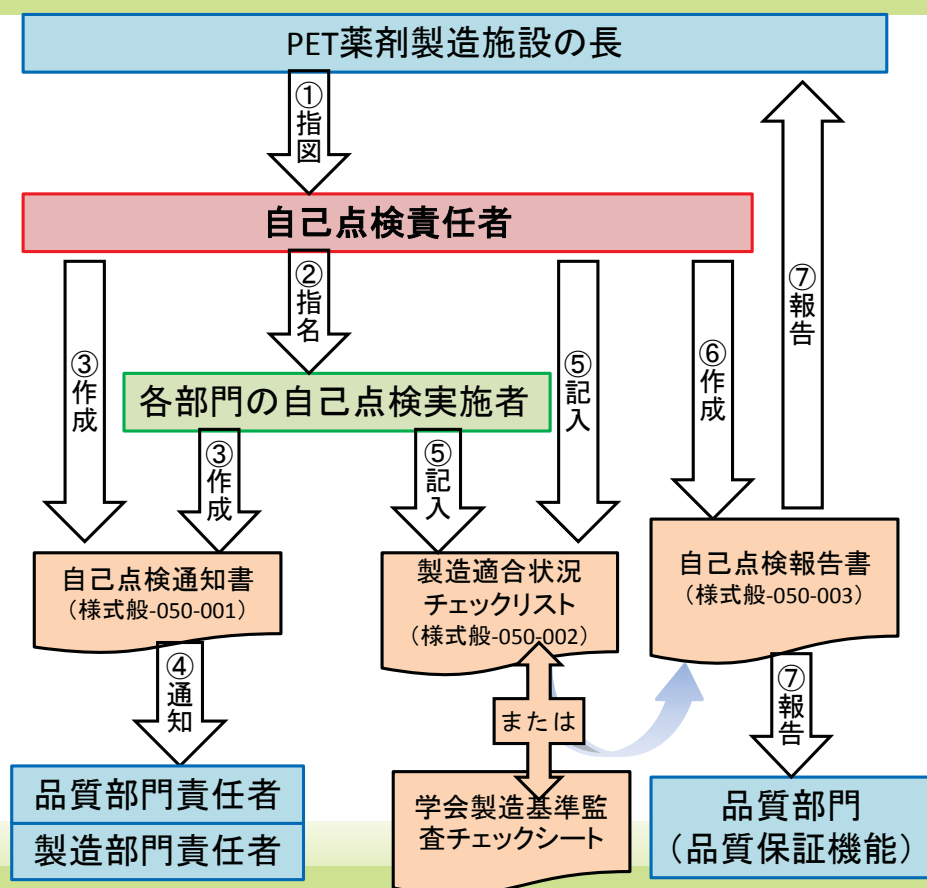 PET薬剤製造施設の長
①指図
自己点検責任者
②指名
③作成
⑤記入
⑥作成
⑦報告
各部門の自己点検実施者
③作成
⑤記入
自己点検通知書
（様式般-050-001）
製造適合状況
チェックリスト
（様式般-050-002）
自己点検報告書
（様式般-050-003）
④通知
または
⑦報告
品質部門責任者
製造部門責任者
学会製造基準監
査チェックシート
品質部門
（品質保証機能）